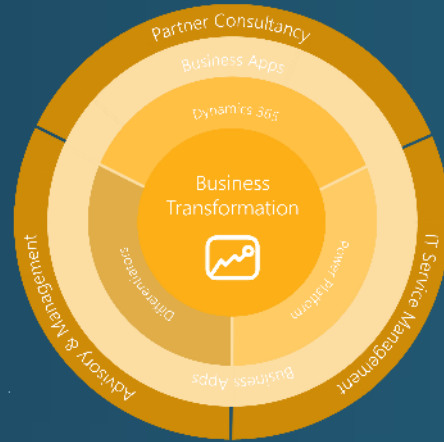 Partner Consultancy
Business Apps
Dynamics 365
Business
Transformation
Differentiators
Power Platform
Advisory & Management
IT Service Management
Business Apps